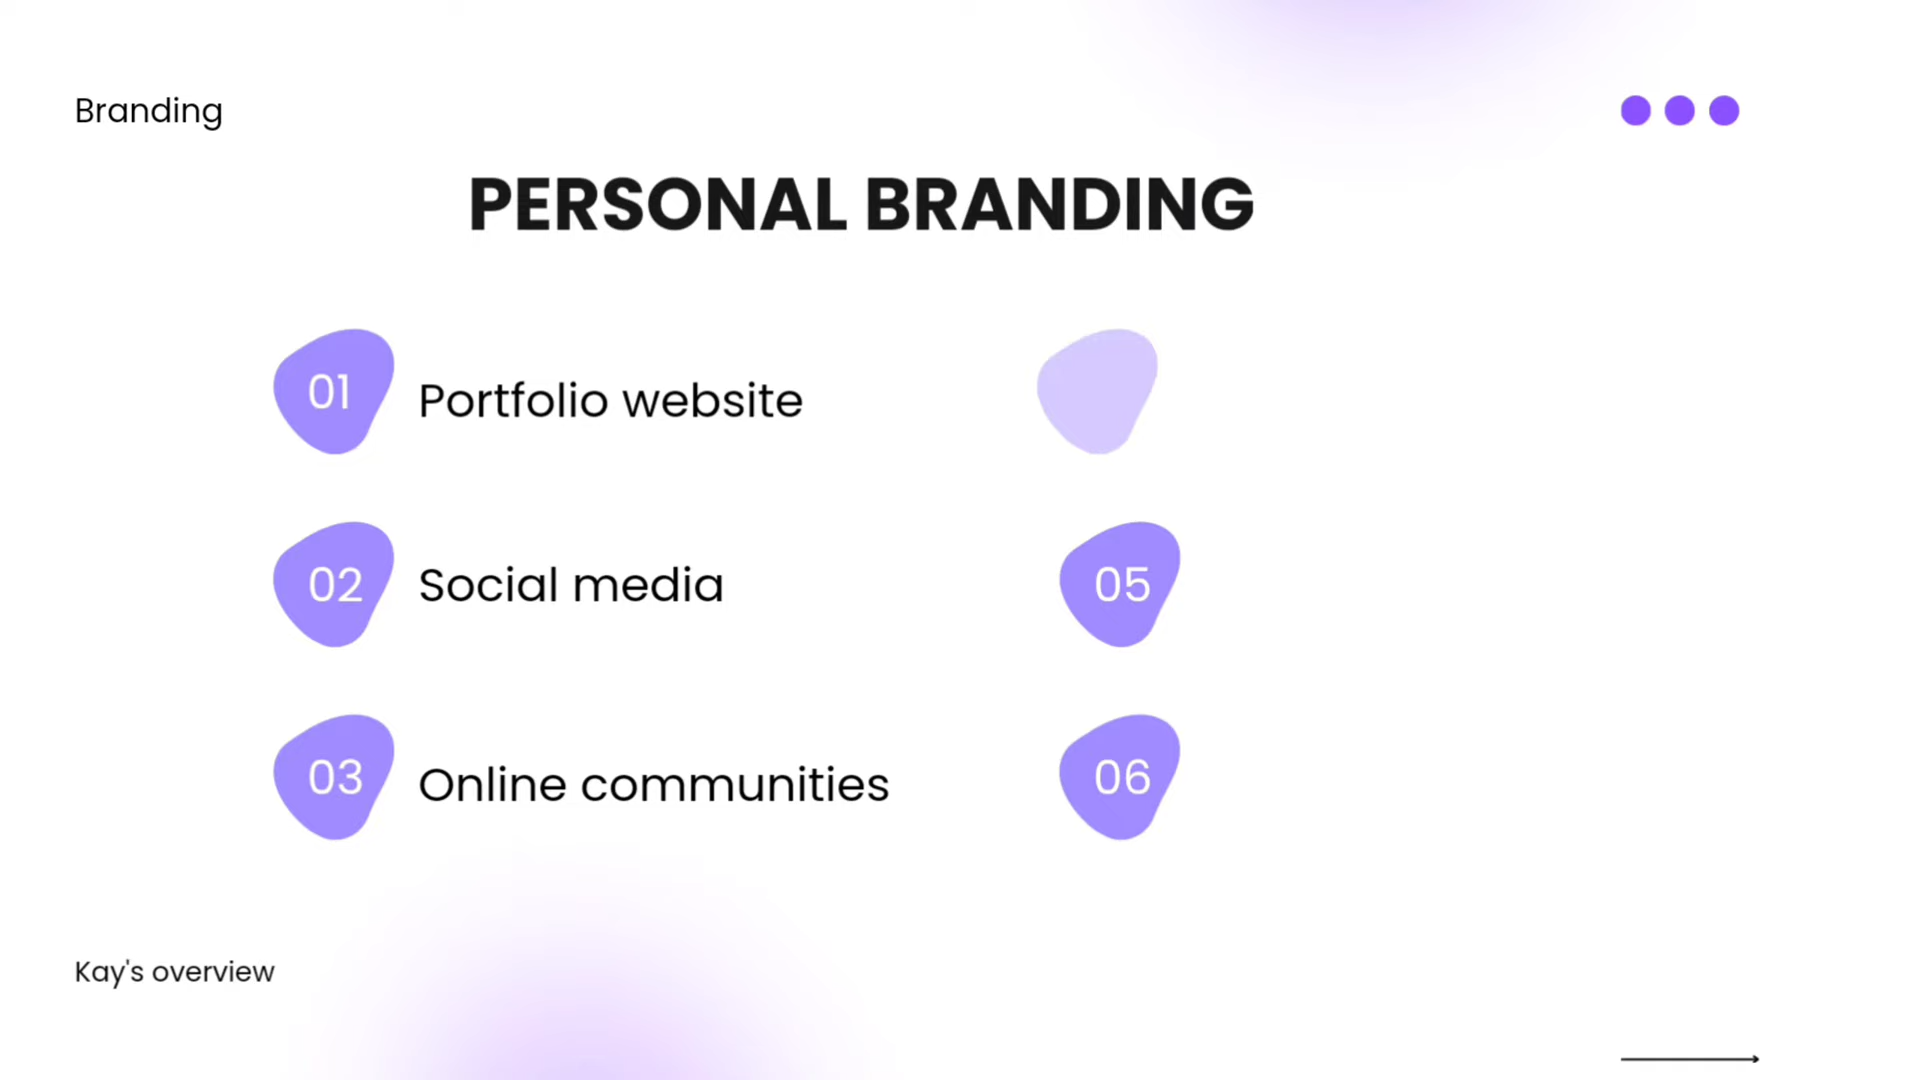 Branding
PERSONAL BRANDING
01 Portfolio website
02 Social media
05
03 Online communities
06
Kay's overview